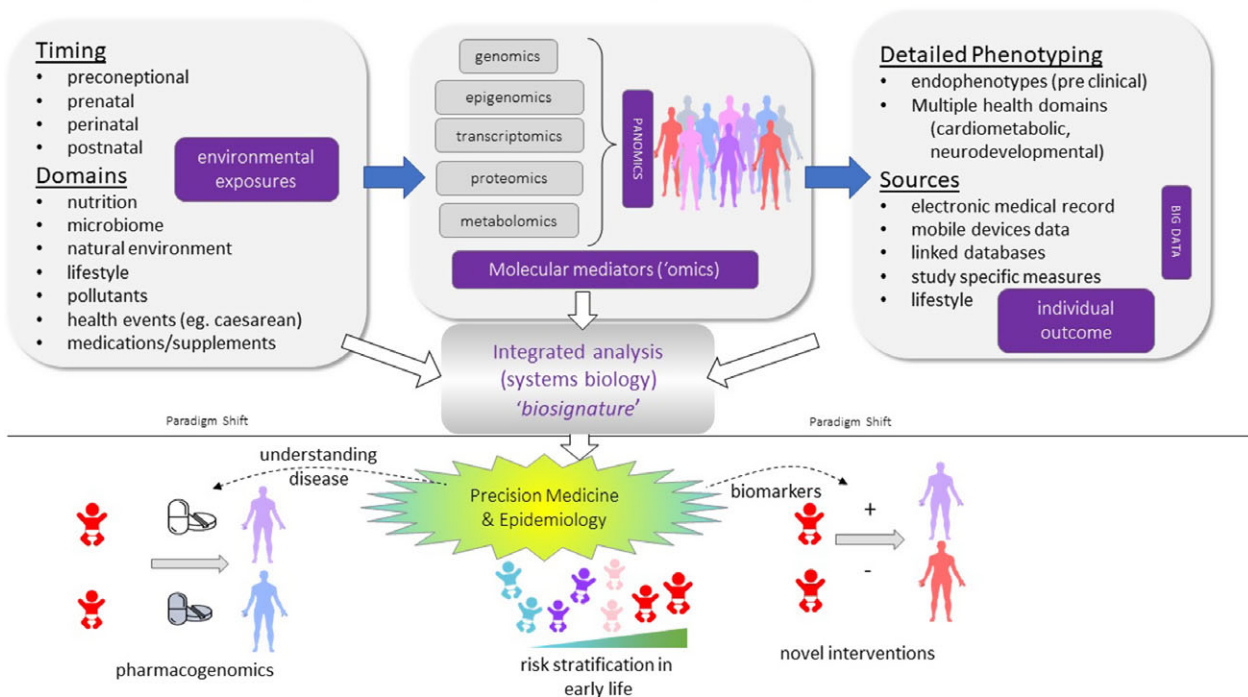 Timing
• preconceptional
• prenatal
• perinatal
• postnatal
Domains
• nutrition
• microbiome
• natural environment
• lifestyle
• pollutants
• health events (eg. caesarean)
• medications/supplements
environmental
exposures
genomics
epigenomics
transcriptomics
proteomics
metabolomics
PANOMICS
Molecular mediators ('omics)
Detailed Phenotyping
• endophenotypes (pre clinical)
• Multiple health domains
(cardiometabolic,
neurodevelopmental)
Sources
• electronic medical record
• mobile devices data
• linked databases
• study specific measures
• lifestyle
BIG DATA
individual
outcome
Integrated analysis
(systems biology)
'biosignature'
Paradigm Shift
Paradigm Shift
understanding
disease
Precision Medicine
& Epidemiology
biomarkers
+
-
pharmacogenomics
risk stratification in
early life
novel interventions